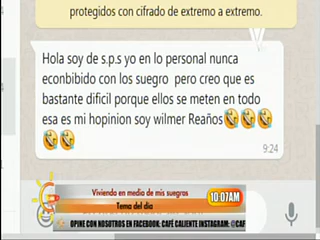 protegidos con cifrado de extremo a extremo.
Hola soy de s.p.s yo en lo personal nunca
econbibido con los suegro pero creo que es
bastante dificil porque ellos se meten en todo
esa es mi hopinion soy wilmer Reaños
9:24
Viviendo en medio de mis suegros
10:07AM
Tema del dia
OPINE CON NOSOTROS EN FACEBOOK. CAFÉ CALIENTE INSTAGRAM: @CAF